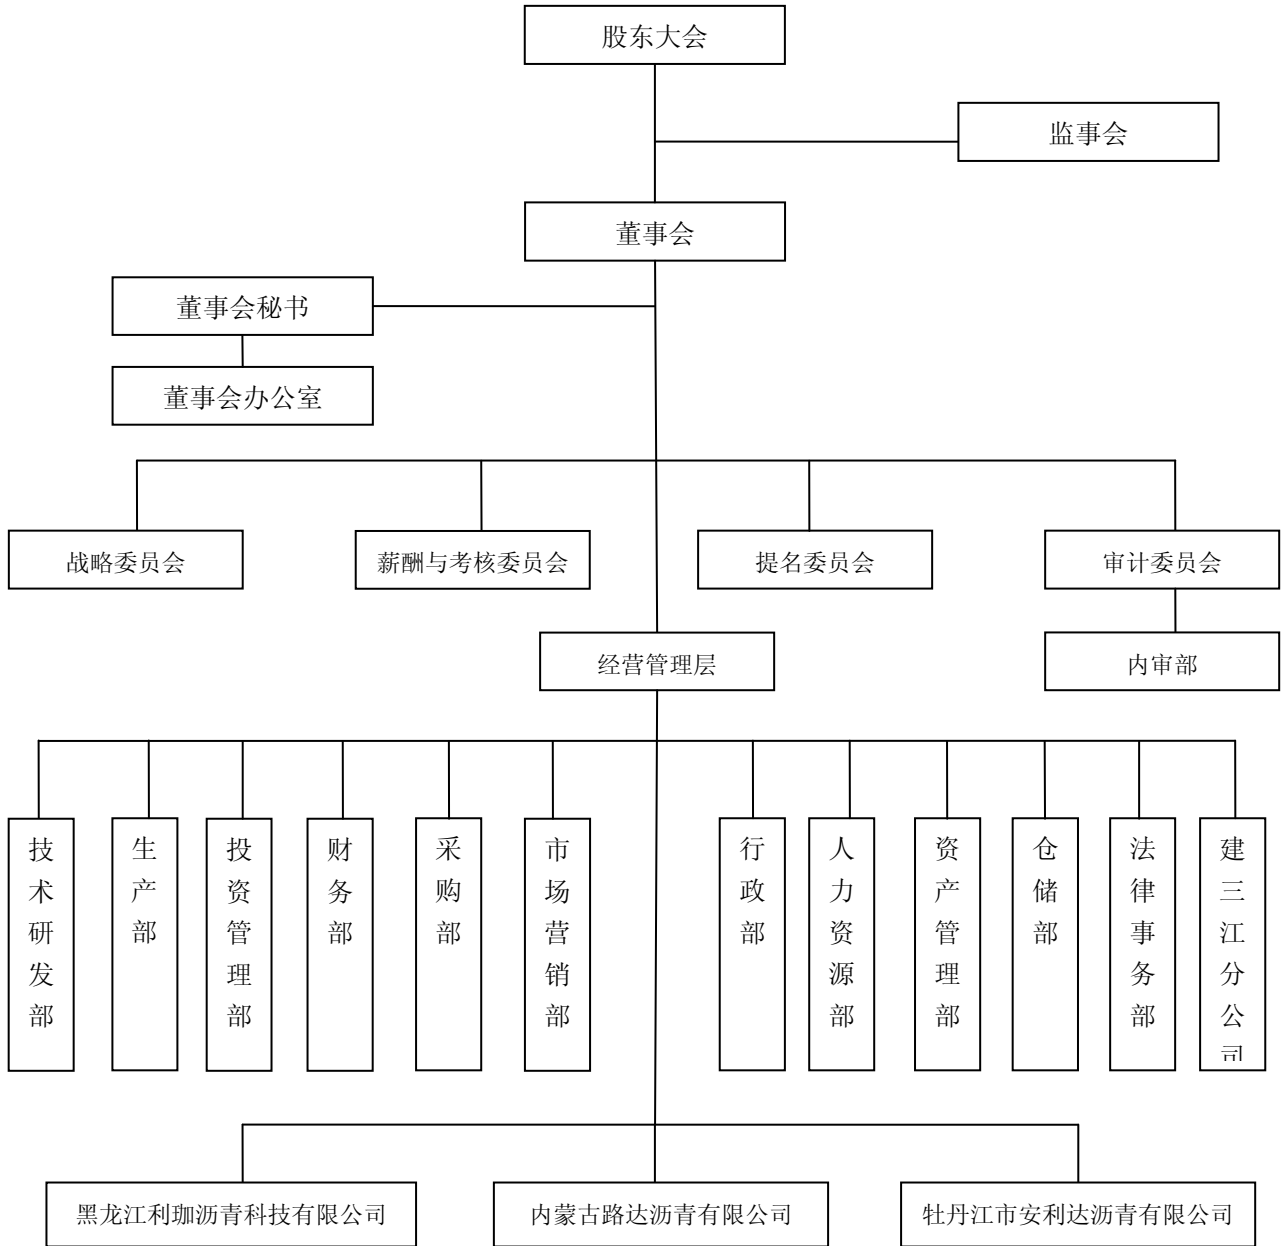 股东大会
监事会
董事会
董事会秘书
董事会办公室
战略委员会
薪酬与考核委员会
提名委员会
审计委员会
经营管理层
内审部
技术研发部
生产部
投资管理部
财务部
采购部
市场营销部
行政部
人力资源部
资产管理部
仓储部
法律事务部
建三江分公司
黑龙江利珈沥青科技有限公司
内蒙古路达沥青有限公司
牡丹江市安利达沥青有限公司